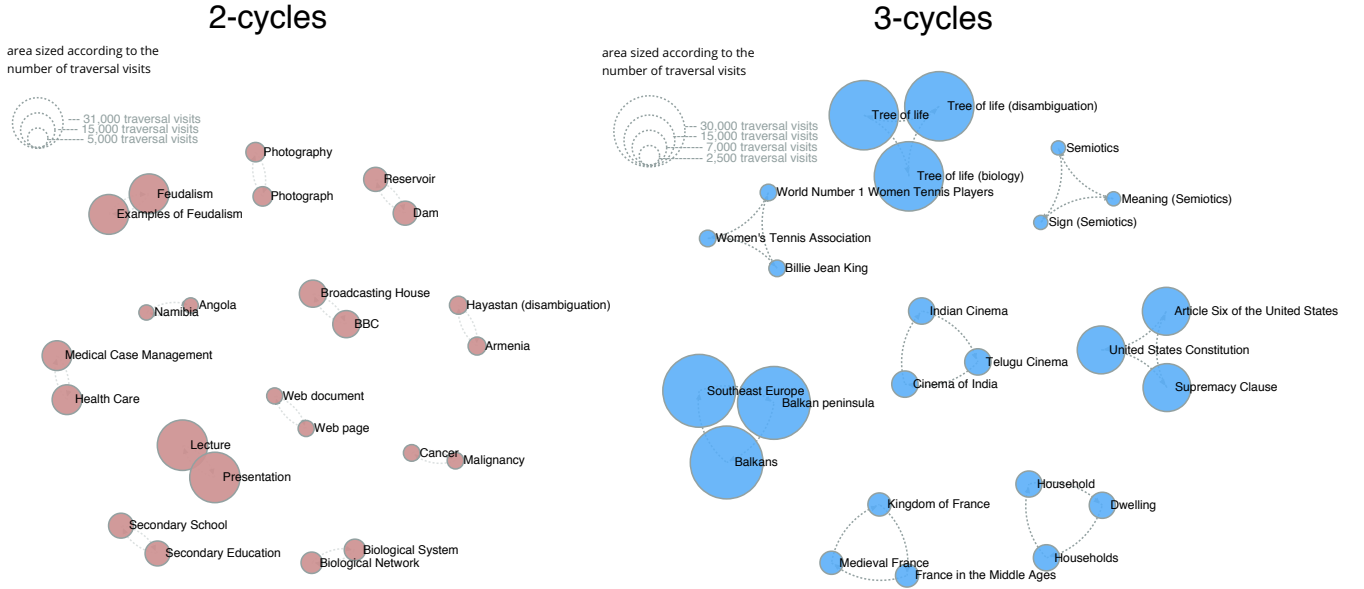 2-cycles
area sized according to the
number of traversal visits
31,000 traversal visits
15,000 traversal visits
5,000 traversal visits
Photography
Photograph
Reservoir
Dam
Feudalism
Examples of Feudalism
Angola
Namibia
Broadcasting House
BBC
Hayastan (disambiguation)
Armenia
Medical Case Management
Health Care
Web document
Web page
Lecture
Presentation
Cancer
Malignancy
Secondary School
Secondary Education
Biological System
Biological Network
3-cycles
area sized according to the
number of traversal visits
30,000 traversal visits
15,000 traversal visits
7,000 traversal visits
2,500 traversal visits
Tree of life
Tree of life (disambiguation)
Tree of life (biology)
Semiotics
Meaning (Semiotics)
Sign (Semiotics)
World Number 1 Women Tennis Players
Women's Tennis Association
Billie Jean King
Indian Cinema
Telugu Cinema
Cinema of India
Article Six of the United States
United States Constitution
Supremacy Clause
Southeast Europe
Balkan peninsula
Balkans
Kingdom of France
Medieval France
France in the Middle Ages
Household
Dwelling
Households